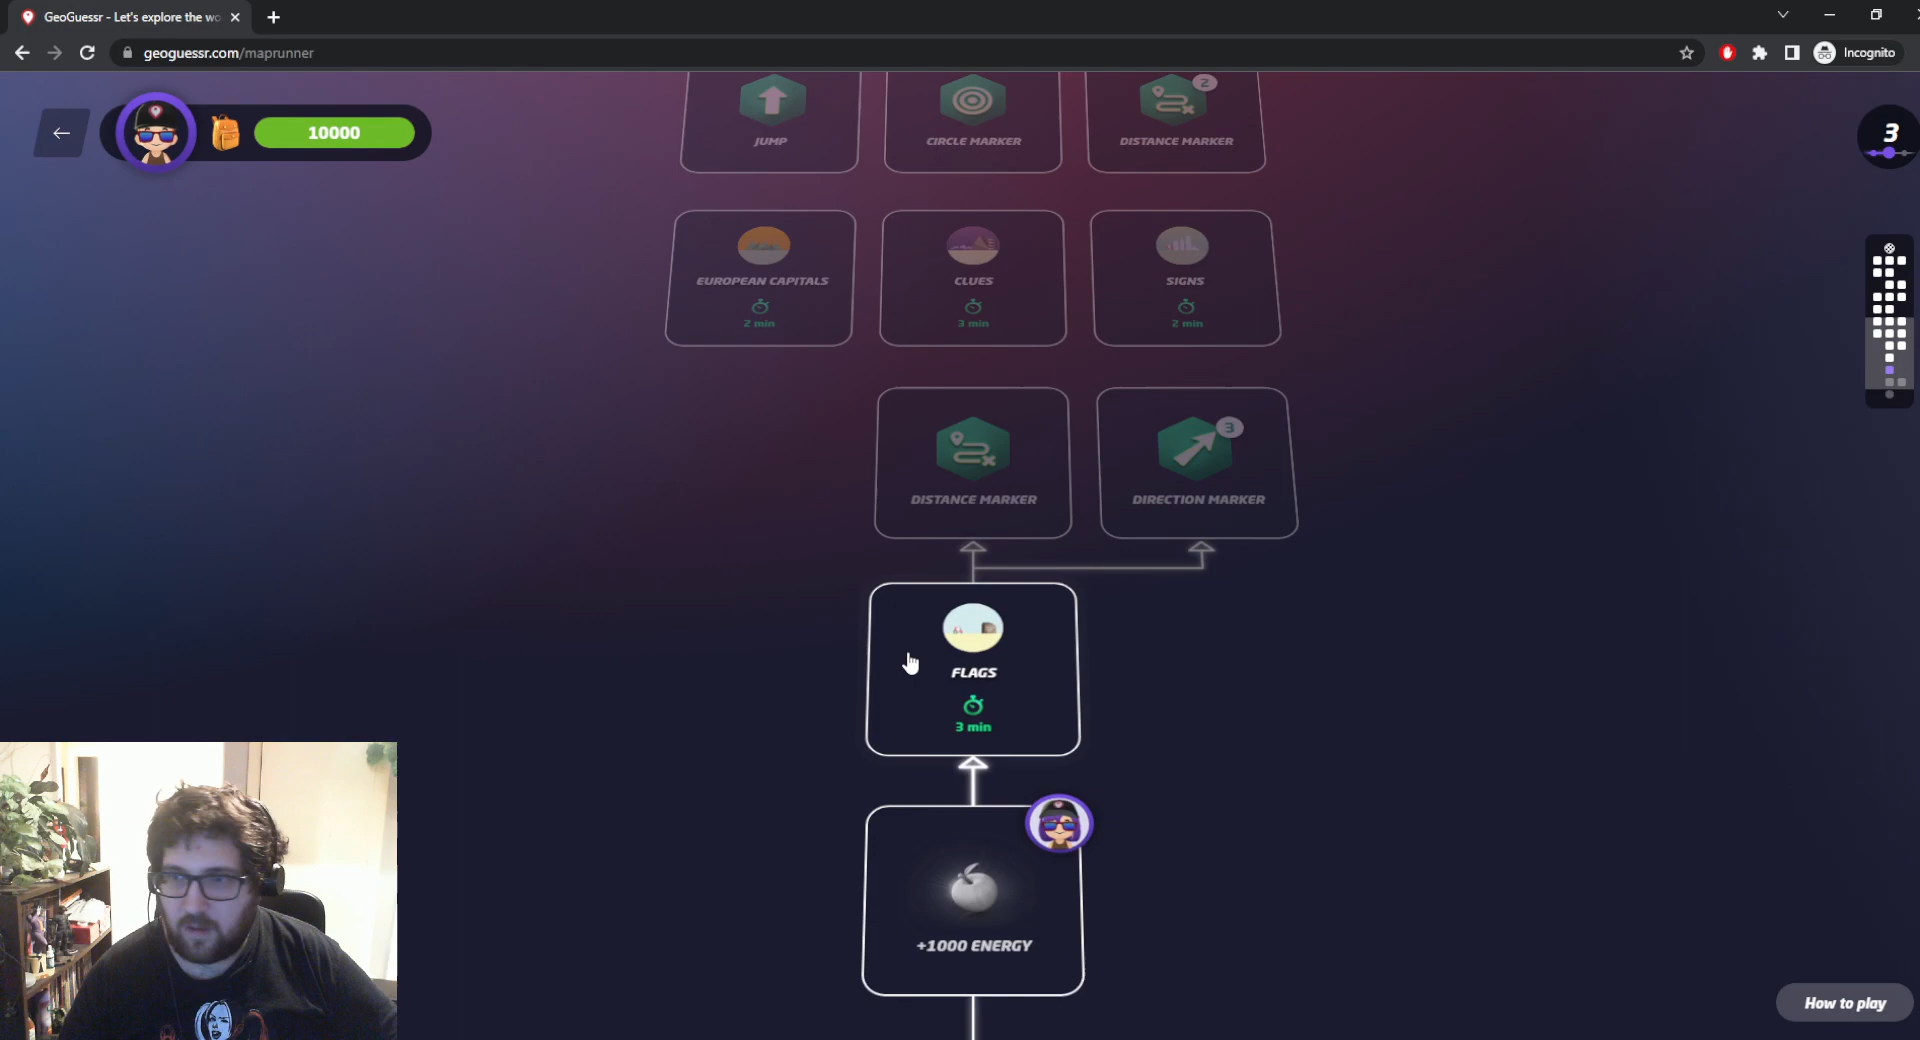 GeoGuessr - Let's explore the wo
geoguessr.com/maprunner
Incognito
10000
3
JUMP
CIRCLE MARKER
2
DISTANCE MARKER
EUROPEAN CAPITALS
2 min
CLUES
3 min
SIGNS
2 min
DISTANCE MARKER
3
DIRECTION MARKER
FLAGS
3 min
+1000 ENERGY
How to play